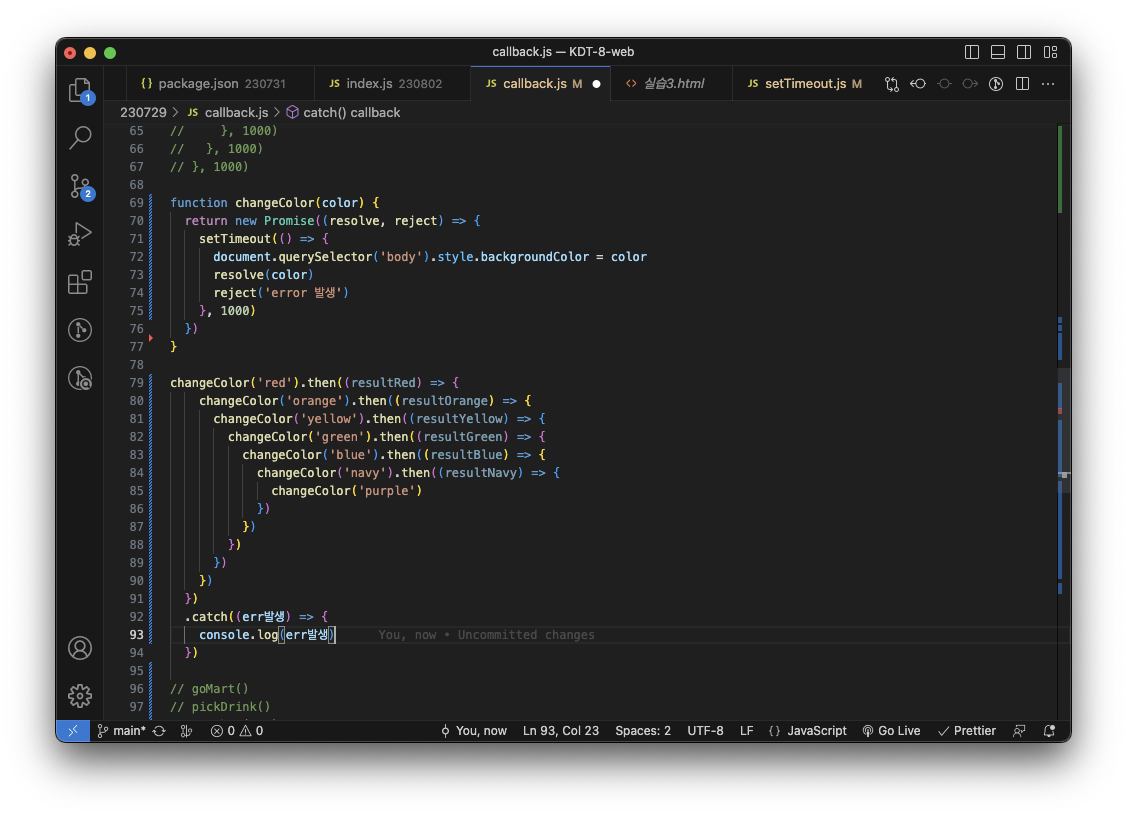 callback.js — KDT-8-web
{} package.json 230731
JS index.js 230802
JS callback.js M
<> 실습3.html
JS setTimeout.js M
230729 > JS callback.js > catch() callback
65 //     }, 1000)
66 //   }, 1000)
67 // }, 1000)
68
69 function changeColor(color) {
70   return new Promise((resolve, reject) => {
71     setTimeout(() => {
72       document.querySelector('body').style.backgroundColor = color
73       resolve(color)
74       reject('error 발생')
75     }, 1000)
76   })
77 }
78
79 changeColor('red').then((resultRed) => {
80     changeColor('orange').then((resultOrange) => {
81       changeColor('yellow').then((resultYellow) => {
82         changeColor('green').then((resultGreen) => {
83           changeColor('blue').then((resultBlue) => {
84             changeColor('navy').then((resultNavy) => {
85               changeColor('purple')
86             })
87           })
88         })
89       })
90     })
91   })
92   .catch((err발생) => {
93     console.log(err발생)      You, now • Uncommitted changes
94   })
95
96 // goMart()
97 // pickDrink()
1
2
main* 0 0 You, now Ln 93, Col 23 Spaces: 2 UTF-8 LF {} JavaScript Go Live Prettier